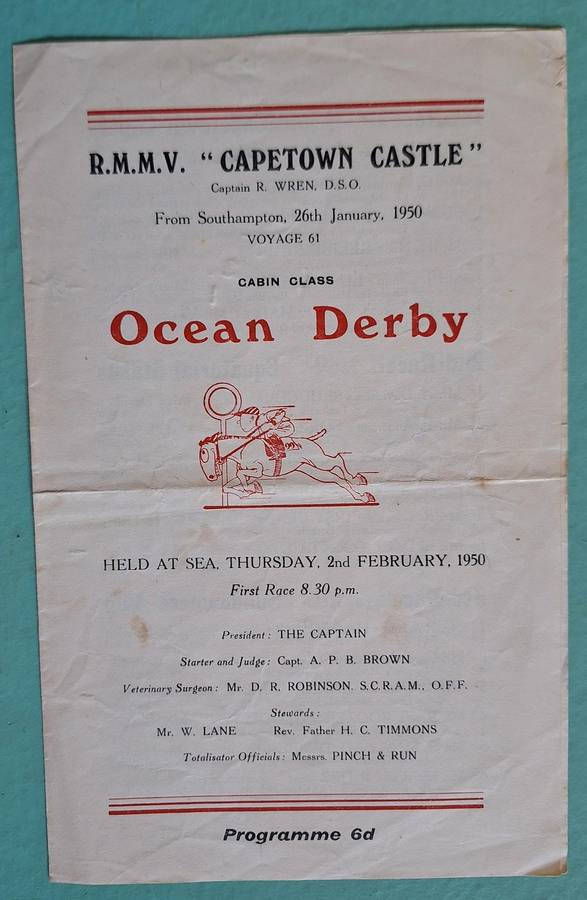 R.M.M.V. "CAPETOWN CASTLE"
Captain R. WREN, D.S.O.
From Southampton, 26th January, 1950
VOYAGE 61
CABIN CLASS
Ocean Derby
HELD AT SEA, THURSDAY, 2nd FEBRUARY, 1950
First Race 8.30 p.m.
President: THE CAPTAIN
Starter and Judge: Capt. A. P. B. BROWN
Veterinary Surgeon: Mr. D. R. ROBINSON. S.C.R.A.M., O.F.F.
Stewards:
Mr. W. LANE Rev. Father H. C. TIMMONS
Totalisator Officials: Messrs. PINCH & RUN
Programme 6d